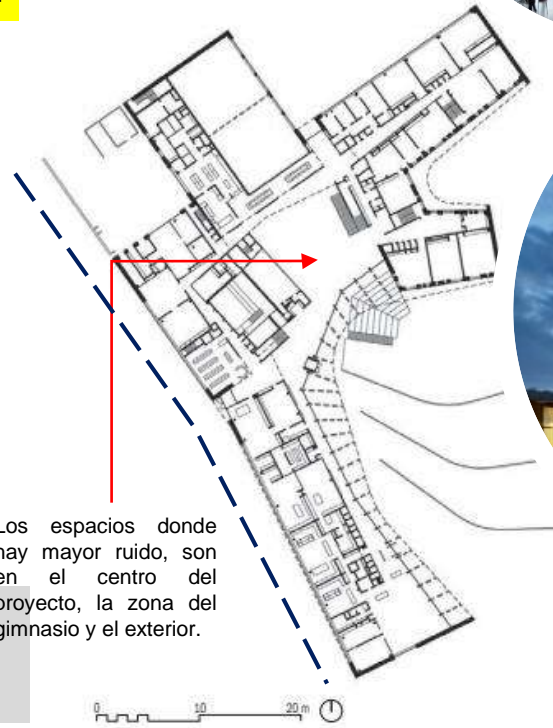 Los espacios donde
hay mayor ruido, son
en el centro del
proyecto, la zona del
gimnasio y el exterior.
0 10 20 m